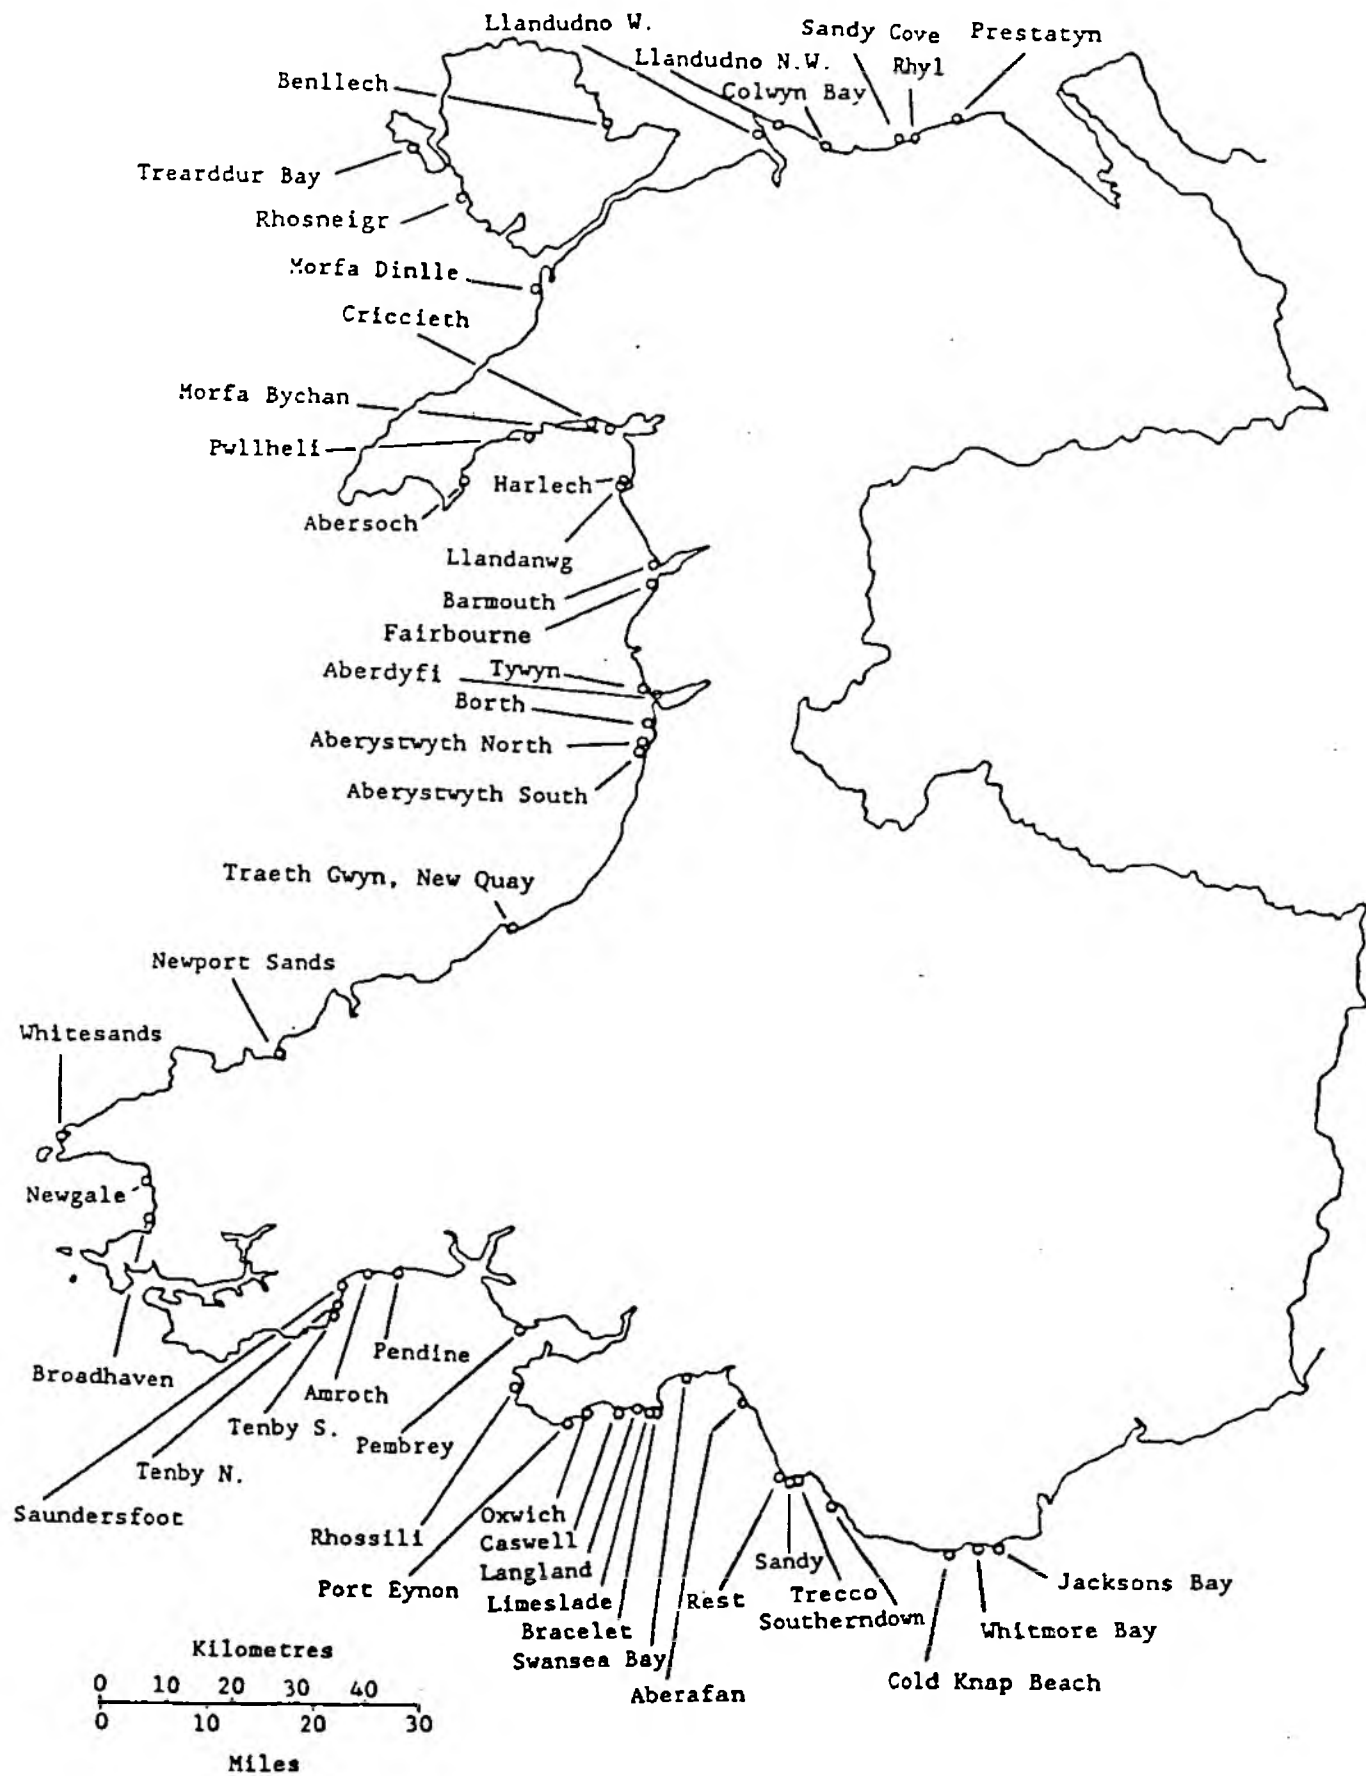 Llandudno W.
Sandy Cove
Prestatyn
Llandudno N.W.
Rhyl
Benllech
Colwyn Bay
Trearddur Bay
Rhosneigr
Morfa Dinlle
Criccieth
Morfa Bychan
Pwllheli
Harlech
Abersoch
Llandanwg
Barmouth
Fairbourne
Tywyn
Aberdyfi
Borth
Aberystwyth North
Aberystwyth South
Traeth Gwyn, New Quay
Newport Sands
Whitesands
Newgale
Broadhaven
Pendine
Amroth
Tenby S.
Pembrey
Tenby N.
Saundersfoot
Rhossili
Oxwich
Caswell
Langland
Port Eynon
Limeslade
Bracelet
Swansea Bay
Aberafan
Rest
Sandy
Trecco
Southerndown
Jacksons Bay
Whitmore Bay
Cold Knap Beach
Kilometres
0 10 20 30 40
0 10 20 30
Miles